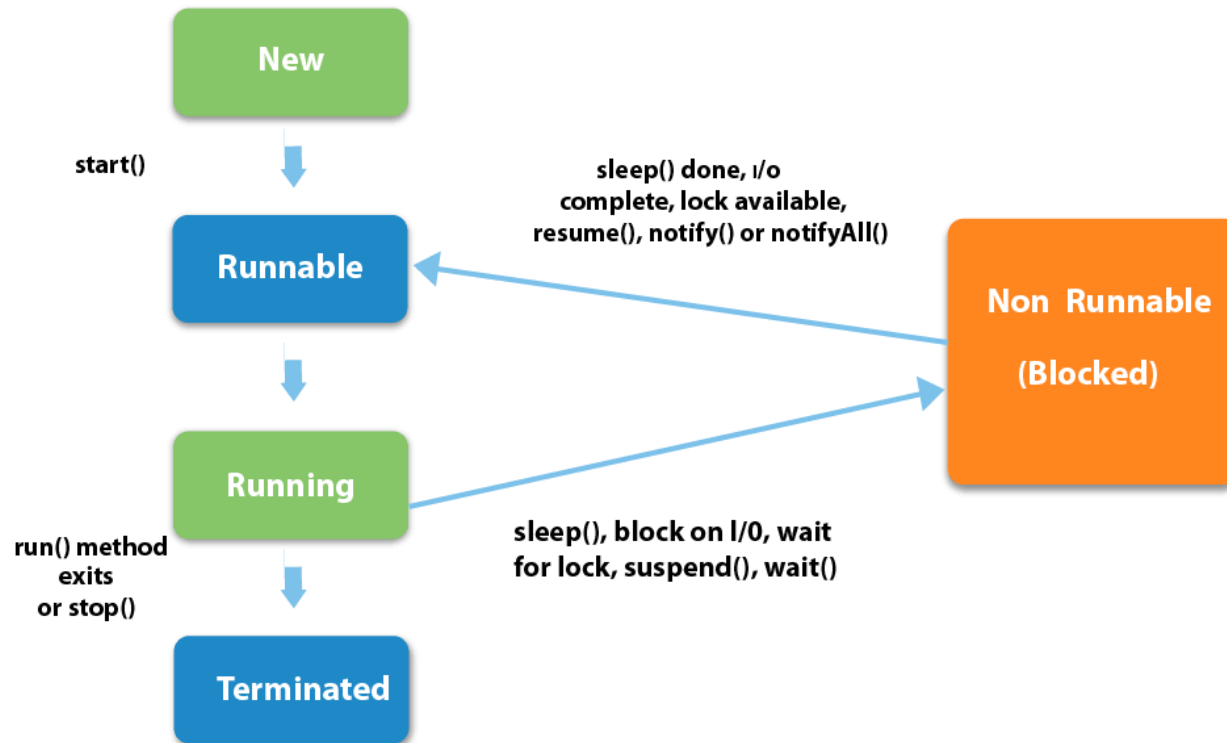 New
start()
sleep() done, I/o
complete, lock available,
resume(), notify() or notifyAll()
Runnable
Non Runnable
(Blocked)
Running
sleep(), block on l/0, wait
for lock, suspend(), wait()
run() method
exits
or stop()
Terminated